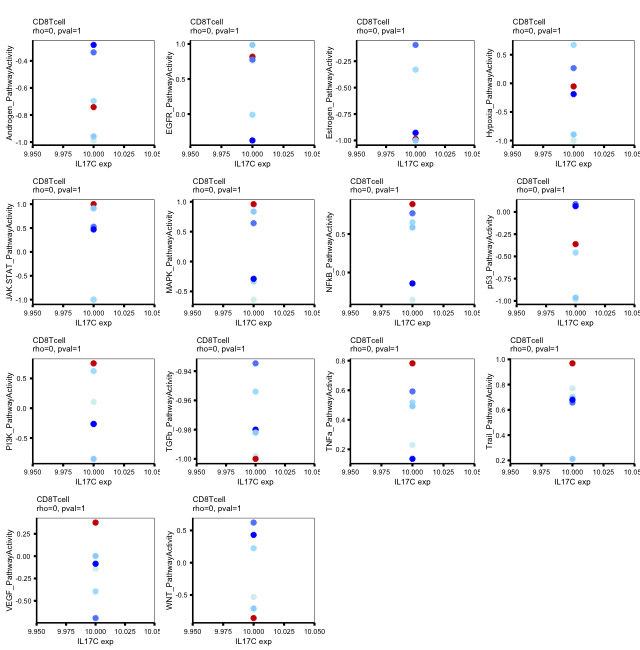 CD8Tcell
rho=0, pval=1
Androgen_PathwayActivity
-0.4
-0.6
-0.8
-1.0
9.950 9.975 10.000 10.025 10.05
IL17C exp
CD8Tcell
rho=0, pval=1
EGFR_PathwayActivity
1.0
0.5
0.0
9.950 9.975 10.000 10.025 10.05
IL17C exp
CD8Tcell
rho=0, pval=1
Estrogen_PathwayActivity
-0.25
-0.50
-0.75
-1.00
9.950 9.975 10.000 10.025 10.05
IL17C exp
CD8Tcell
rho=0, pval=1
Hypoxia_PathwayActivity
0.5
0.0
-0.5
-1.0
9.950 9.975 10.000 10.025 10.05
IL17C exp
CD8Tcell
rho=0, pval=1
JAK.STAT_PathwayActivity
1.0
0.5
0.0
-0.5
-1.0
9.950 9.975 10.000 10.025 10.05
IL17C exp
CD8Tcell
rho=0, pval=1
MAPK_PathwayActivity
1.0
0.5
0.0
-0.5
9.950 9.975 10.000 10.025 10.05
IL17C exp
CD8Tcell
rho=0, pval=1
NFkB_PathwayActivity
0.5
0.0
9.950 9.975 10.000 10.025 10.05
IL17C exp
CD8Tcell
rho=0, pval=1
p53_PathwayActivity
0.00
-0.25
-0.50
-0.75
-1.00
9.950 9.975 10.000 10.025 10.05
IL17C exp
CD8Tcell
rho=0, pval=1
PI3K_PathwayActivity
0.5
0.0
-0.5
9.950 9.975 10.000 10.025 10.05
IL17C exp
CD8Tcell
rho=0, pval=1
TGFb_PathwayActivity
-0.94
-0.96
-0.98
-1.00
9.950 9.975 10.000 10.025 10.05
IL17C exp
CD8Tcell
rho=0, pval=1
TNFa_PathwayActivity
0.8
0.6
0.4
0.2
9.950 9.975 10.000 10.025 10.05
IL17C exp
CD8Tcell
rho=0, pval=1
Trail_PathwayActivity
1.0
0.8
0.6
0.4
0.2
9.950 9.975 10.000 10.025 10.05
IL17C exp
CD8Tcell
rho=0, pval=1
VEGF_PathwayActivity
0.25
0.00
-0.25
-0.50
9.950 9.975 10.000 10.025 10.05
IL17C exp
CD8Tcell
rho=0, pval=1
WNT_PathwayActivity
0.5
0.0
-0.5
9.950 9.975 10.000 10.025 10.050
IL17C exp